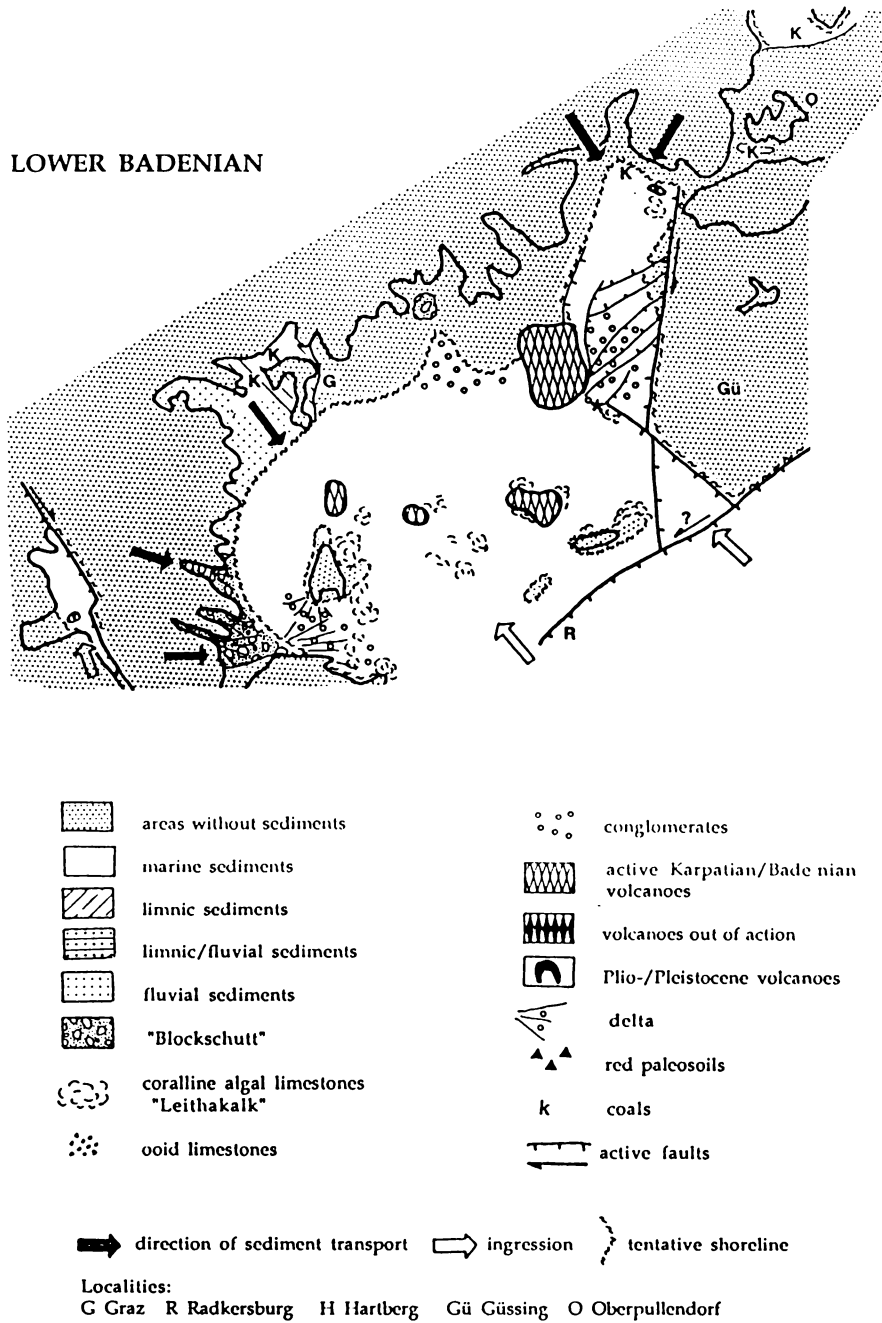 LOWER BADENIAN
K
O
K
K
K
K
G
Gü
?
R
areas without sediments
marine sediments
limnic sediments
limnic/fluvial sediments
fluvial sediments
"Blockschutt"
coralline algal limestones
"Leithakalk"
ooid limestones
conglomerates
active Karpatian/Bade nian
volcanoes
volcanoes out of action
Plio-/Pleistocene volcanoes
delta
red paleosoils
k coals
active faults
direction of sediment transport ingression tentative shoreline
Localities:
G Graz R Radkersburg H Hartberg Gü Güssing O Oberpullendorf